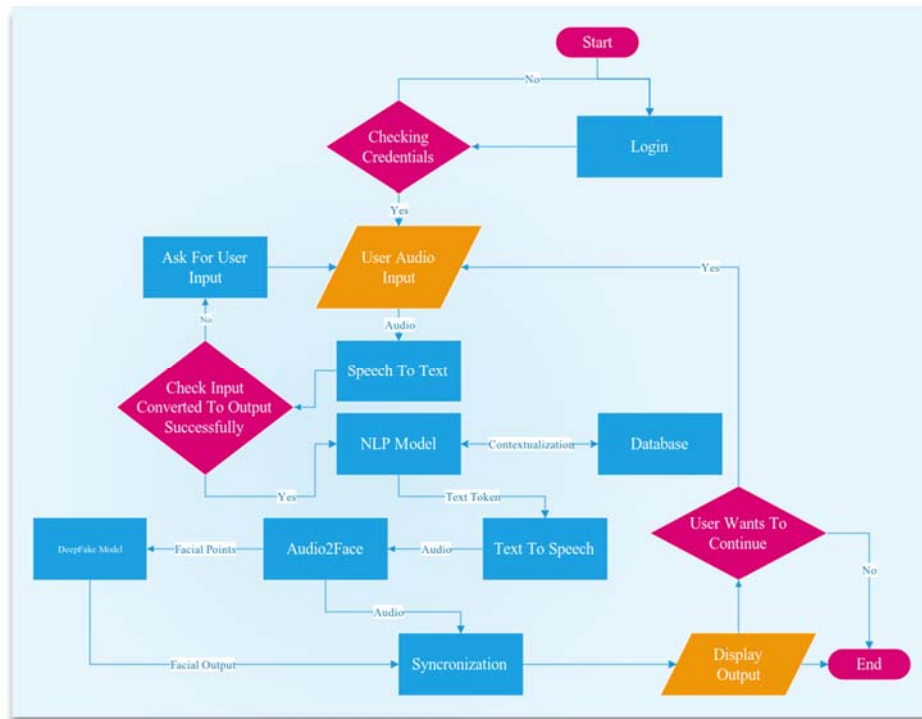 Start
No
Checking
Credentials
Login
Yes
Ask For User
Input
User Audio
Input
Yes
No
Audio
Speech To Text
Check Input
Converted To Output
Successfully
NLP Model
Contextualization
Database
Yes
Text Token
User Wants To
Continue
DeepFake Model
Facial Points
Audio2Face
Audio
Text To Speech
No
Audio
Facial Output
Syncronization
Display
Output
End